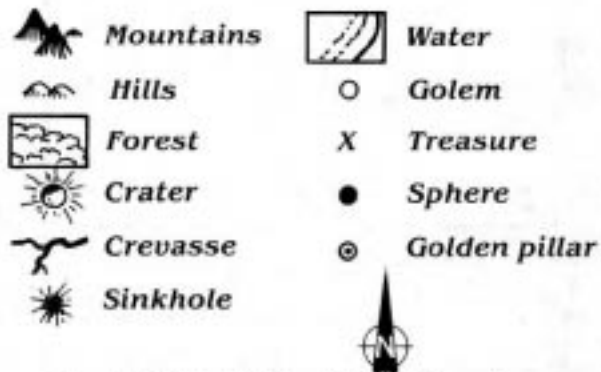 Mountains
Hills
Forest
Crater
Crevasse
Sinkhole
Water
O Golem
X Treasure
Sphere
Golden pillar
N